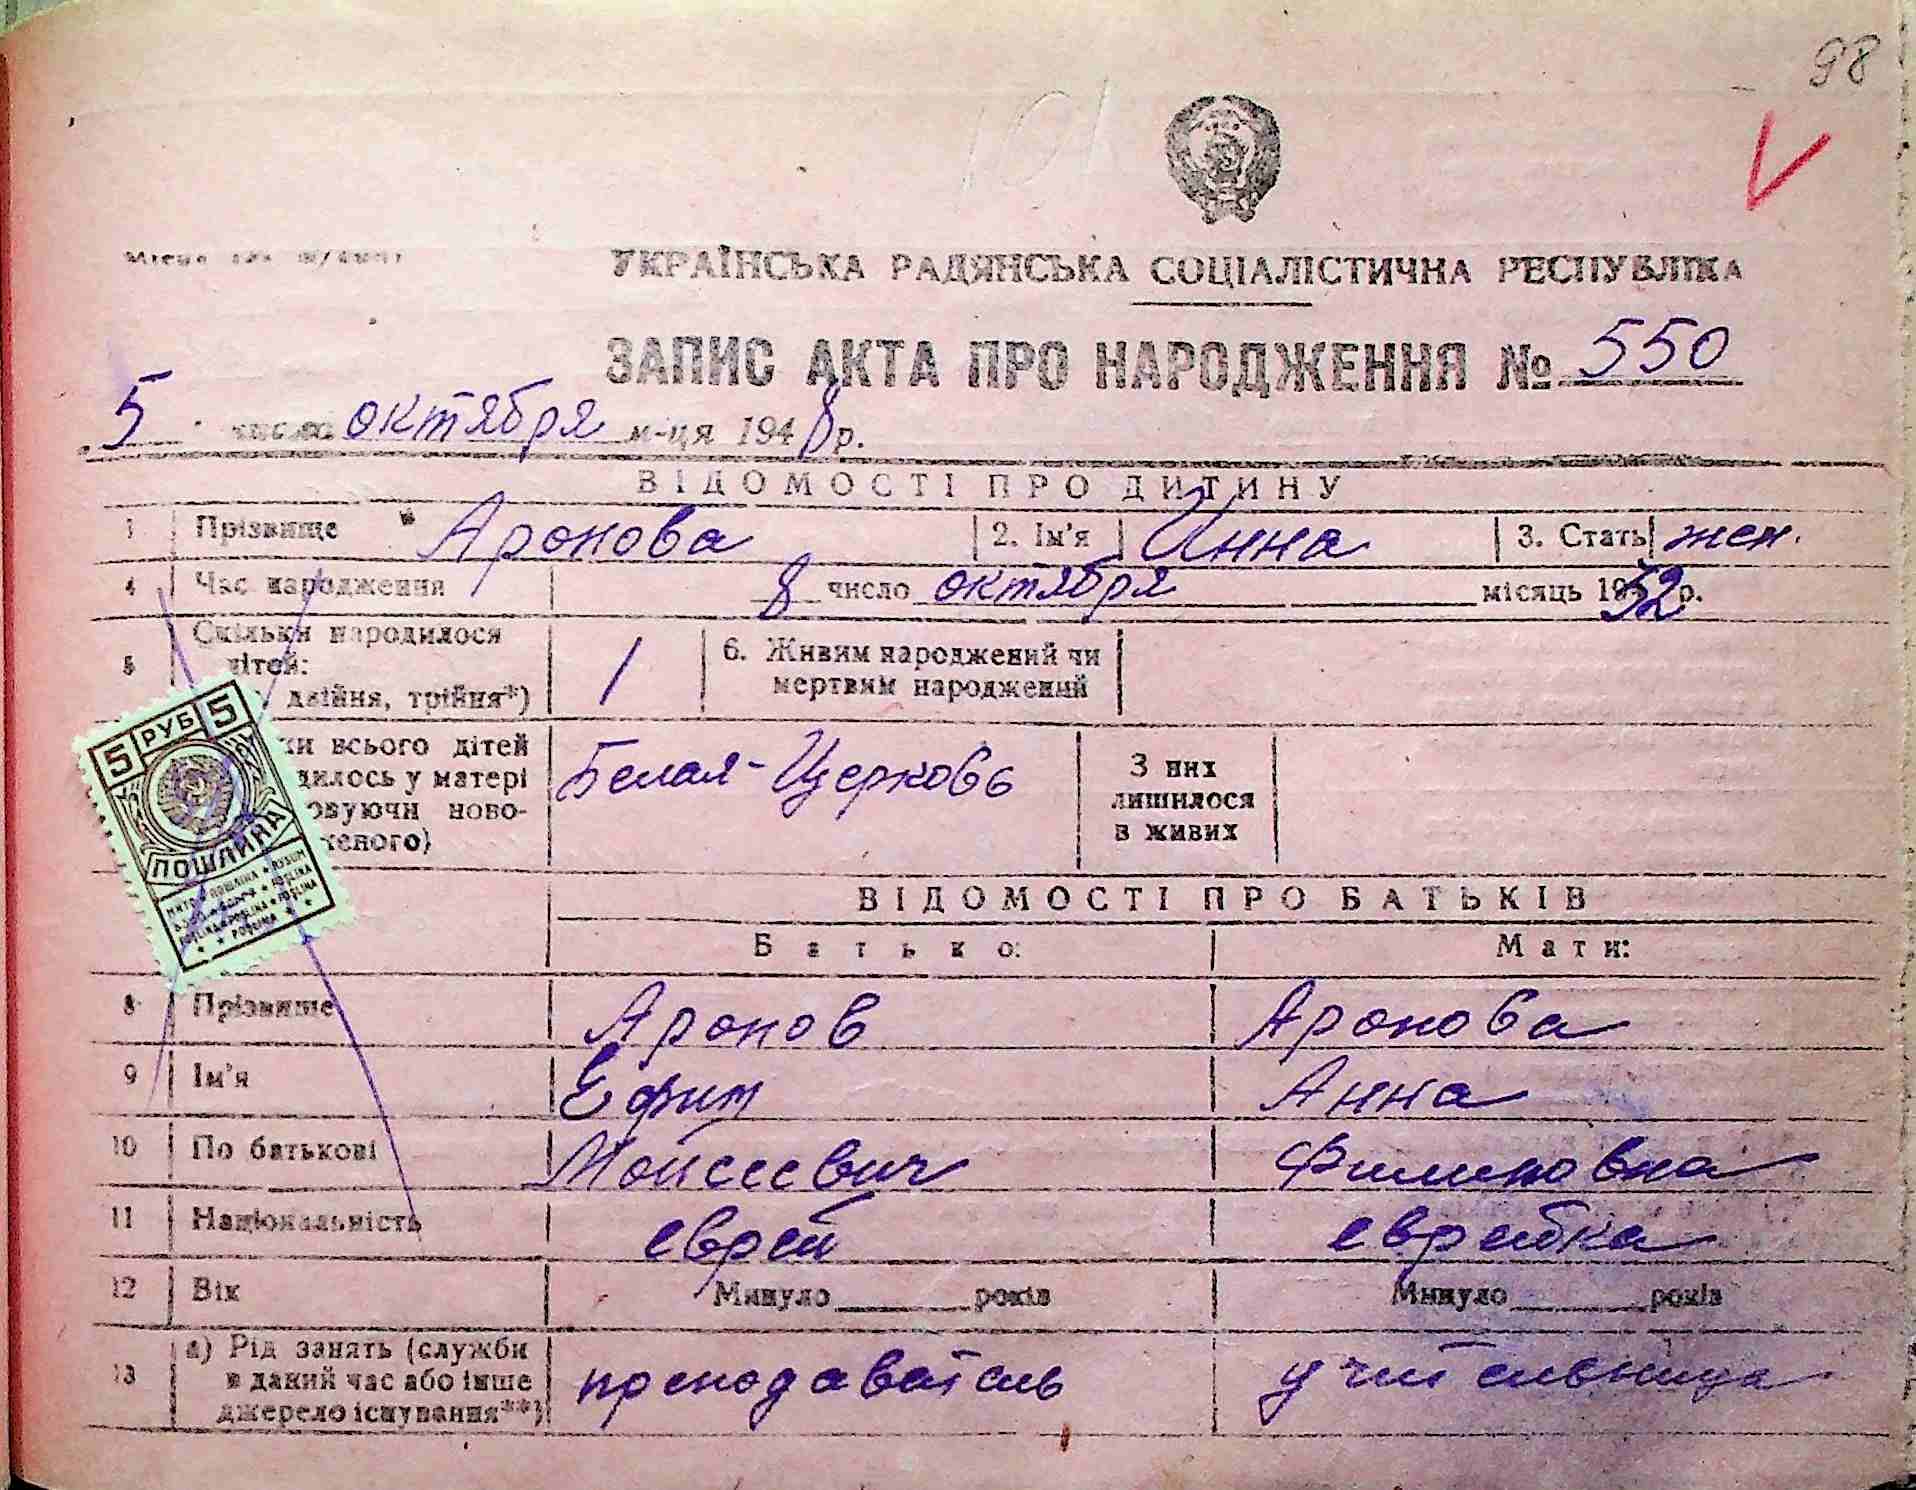 98
УКРАЇНСЬКА РАДЯНСЬКА СОЦІАЛІСТИЧНА РЕСПУБЛІКА
ЗАПИС АКТА ПРО НАРОДЖЕННЯ № 550
5 числа октября м-ця 1948 р.
ВІДОМОСТІ ПРО ДИТИНУ
1 Прізвище Аронова 2. Ім'я Инна 3. Стать жен.
4 Час народження 8 число октября місяць 1932 р.
5 Скільки народилося дітей: двійня, трійня*) 1 6. Живим народжений чи мертвим народжений
всього дітей
у матері
ново-
Белая-Церковь
З них
лишилося
в живих
5 РУБ 5
ПОШЛИНА
ВІДОМОСТІ ПРО БАТЬКІВ
Батько: Мати:
8 Прізвище Аронов Аронова
9 Ім'я Ефим Анна
10 По батькові Моисеевич Филиповна
11 Національність еврей еврейка
12 Вік Минуло років Минуло років
13 а) Рід занять (служби
в даний час або інше
джерело існування**)
преподаватель учительница